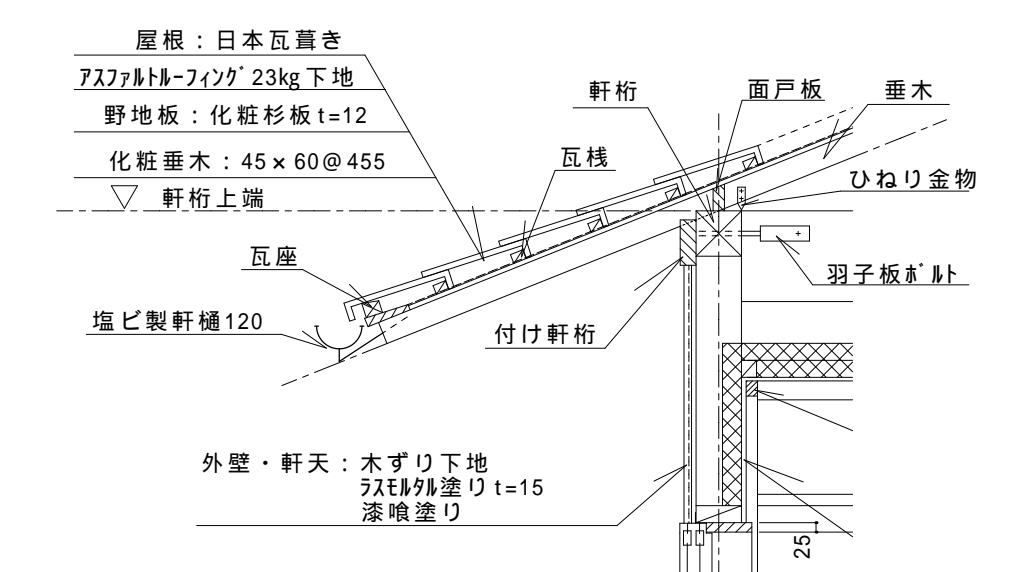 屋根：日本瓦葺き
ｱｽﾌｧﾙﾄﾙｰﾌｨﾝｸﾞ 23kg 下地
野地板：化粧杉板 t=12
化粧垂木：45×60@455
軒桁上端
軒桁
面戸板
垂木
瓦桟
ひねり金物
瓦座
羽子板ﾎﾞﾙﾄ
塩ビ製軒樋120
付け軒桁
外壁・軒天：木ずり下地
ﾗｽﾓﾙﾀﾙ塗り t=15
漆喰塗り
25